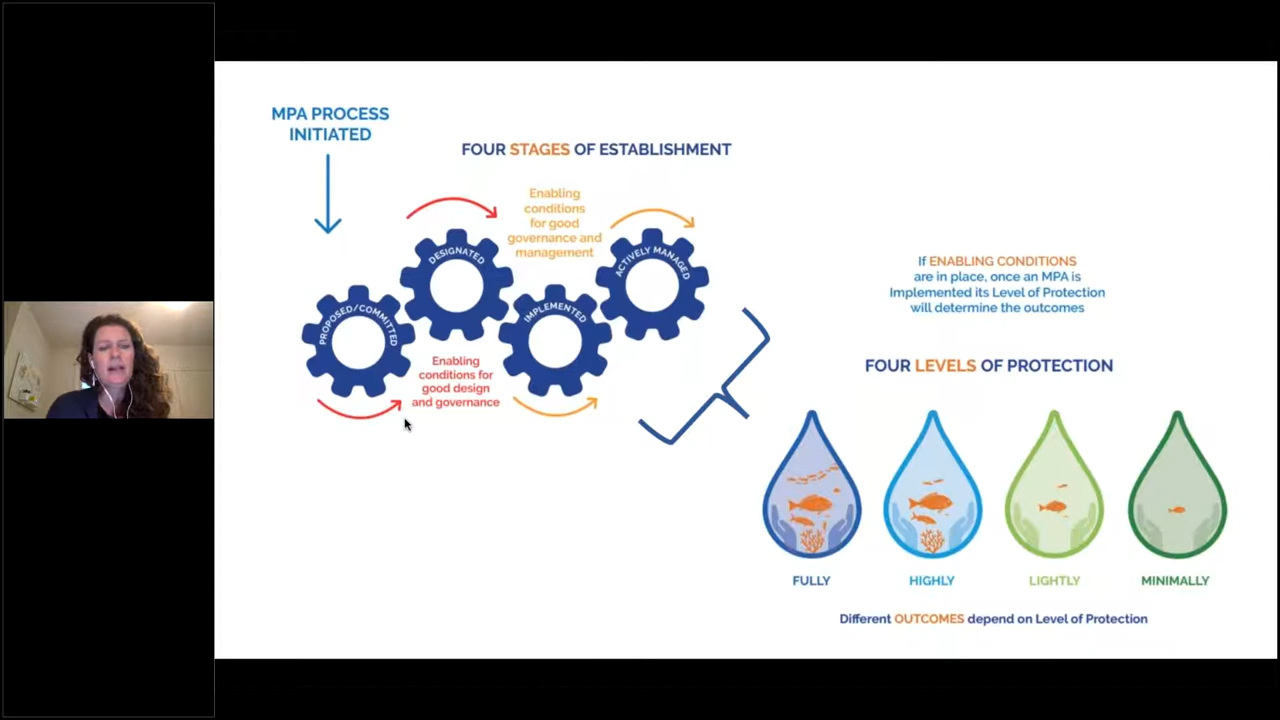 MPA PROCESS
INITIATED
FOUR STAGES OF ESTABLISHMENT
Enabling
conditions
for good
governance and
management
PROPOSED/COMMITTED
DESIGNATED
IMPLEMENTED
ACTIVELY MANAGED
Enabling
conditions for
good design
and governance
If ENABLING CONDITIONS
are in place, once an MPA is
Implemented its Level of Protection
will determine the outcomes
FOUR LEVELS OF PROTECTION
FULLY
HIGHLY
LIGHTLY
MINIMALLY
Different OUTCOMES depend on Level of Protection